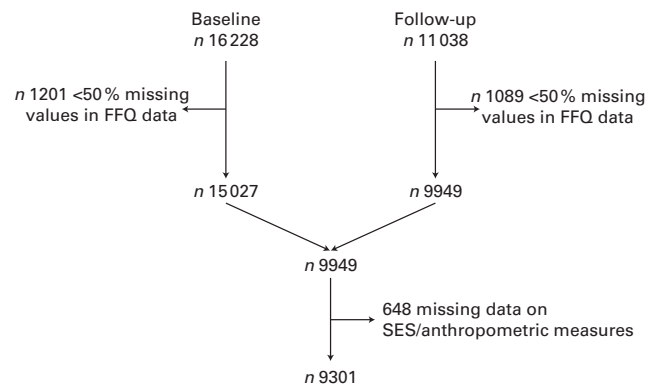 Baseline
n 16 228
Follow-up
n 11 038
n 1201 <50 % missing
values in FFQ data
n 1089 <50 % missing
values in FFQ data
n 15 027
n 9949
n 9949
648 missing data on
SES/anthropometric measures
n 9301